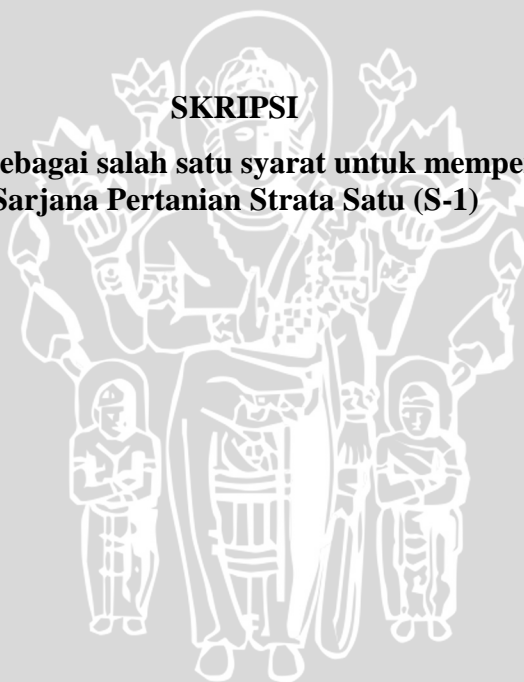 SKRIPSI
ebagai salah satu syarat untuk mempe
Sarjana Pertanian Strata Satu (S-1)